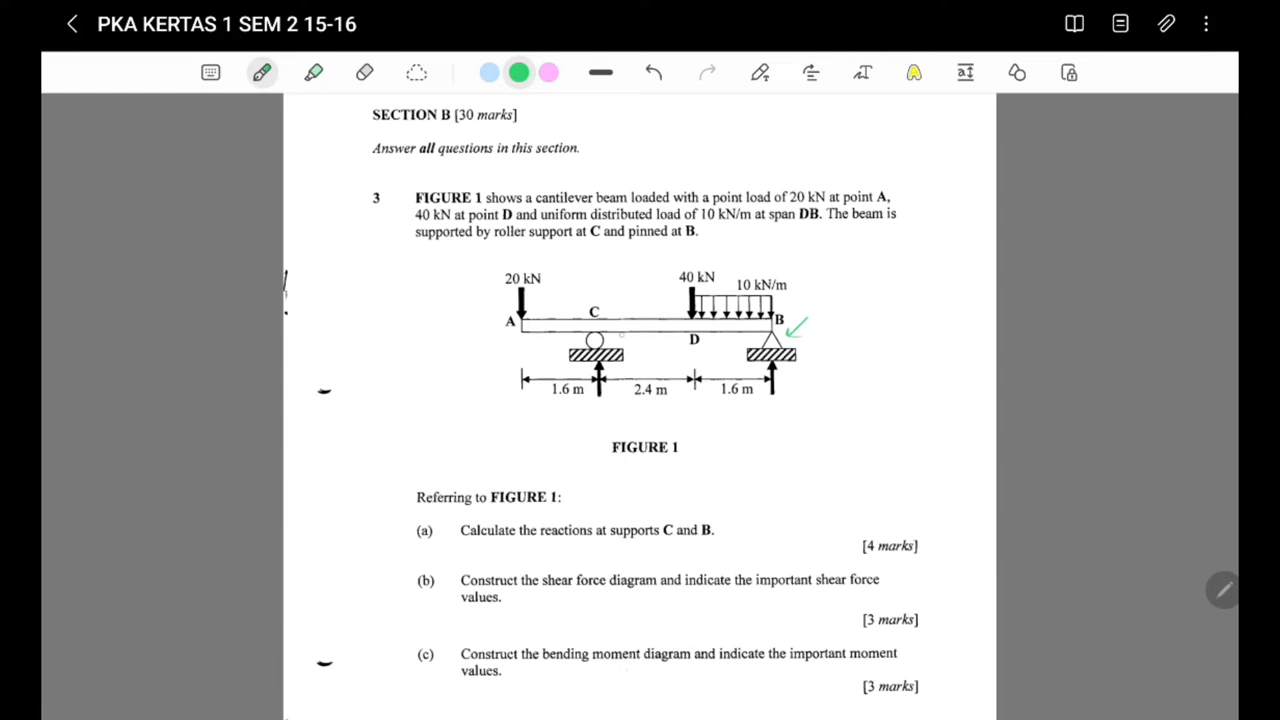 PKA KERTAS 1 SEM 2 15-16
SECTION B [30 marks]
Answer all questions in this section.
3 FIGURE 1 shows a cantilever beam loaded with a point load of 20 kN at point A,
40 kN at point D and uniform distributed load of 10 kN/m at span DB. The beam is
supported by roller support at C and pinned at B.
20 kN
40 kN
10 kN/m
C
A
B
D
1.6 m
2.4 m
1.6 m
FIGURE 1
Referring to FIGURE 1:
(a) Calculate the reactions at supports C and B.
[4 marks]
(b) Construct the shear force diagram and indicate the important shear force
values.
[3 marks]
(c) Construct the bending moment diagram and indicate the important moment
values.
[3 marks]